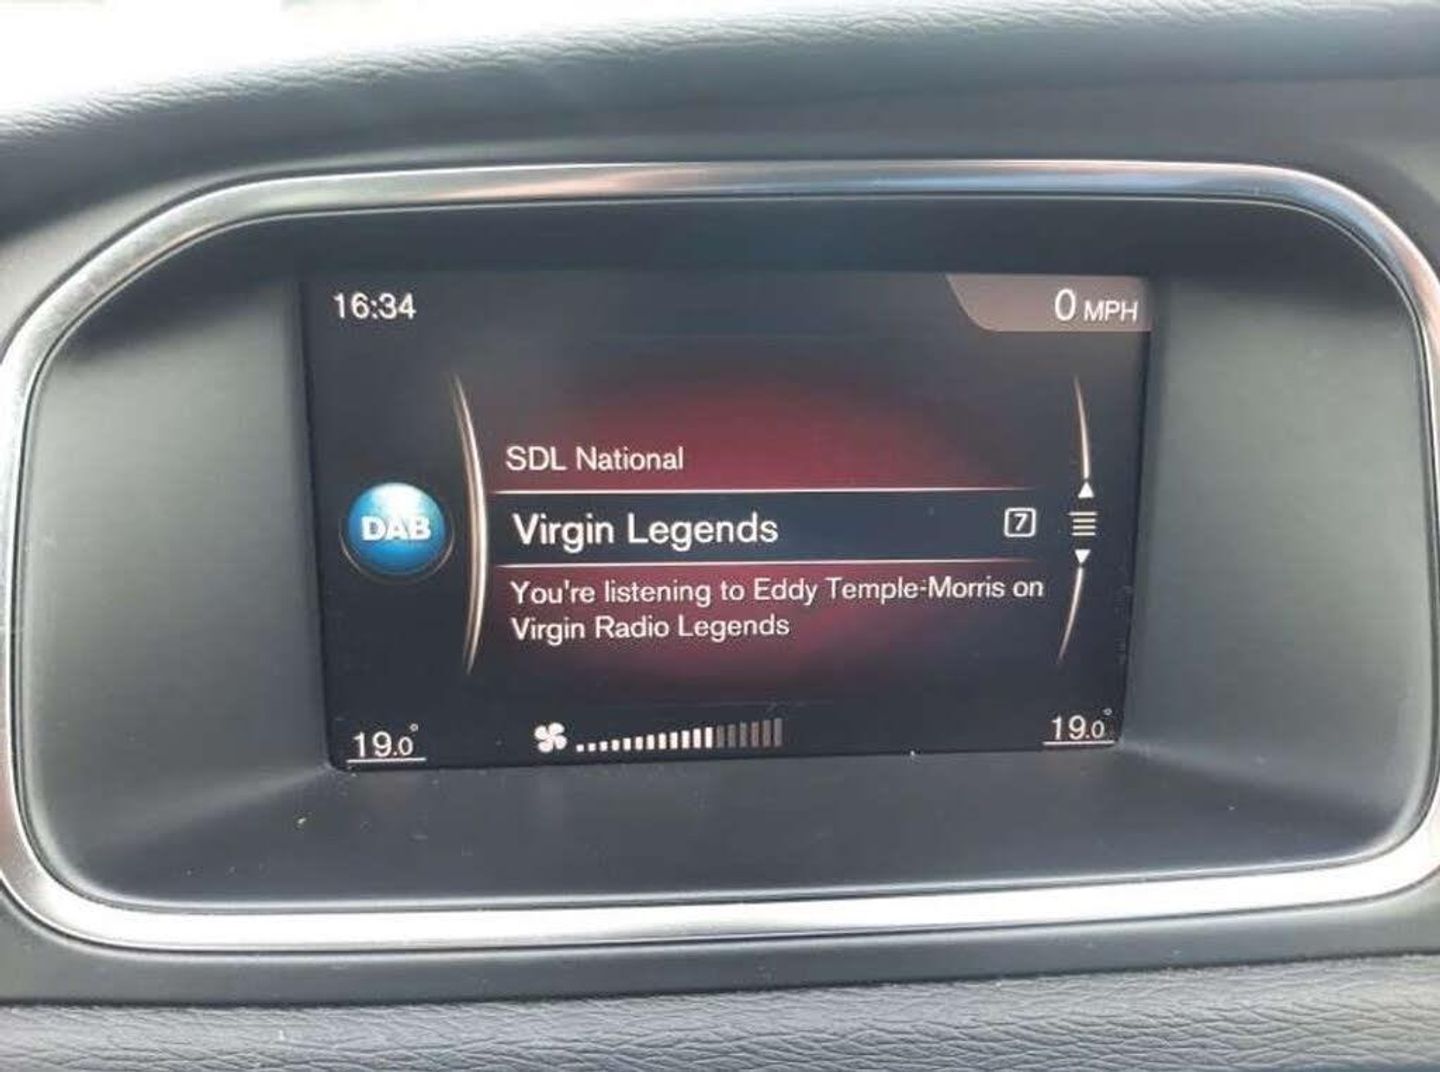 16:34
0 MPH
SDL National
DAB
Virgin Legends 7
You're listening to Eddy Temple-Morris on
Virgin Radio Legends
19.0°
19.0°